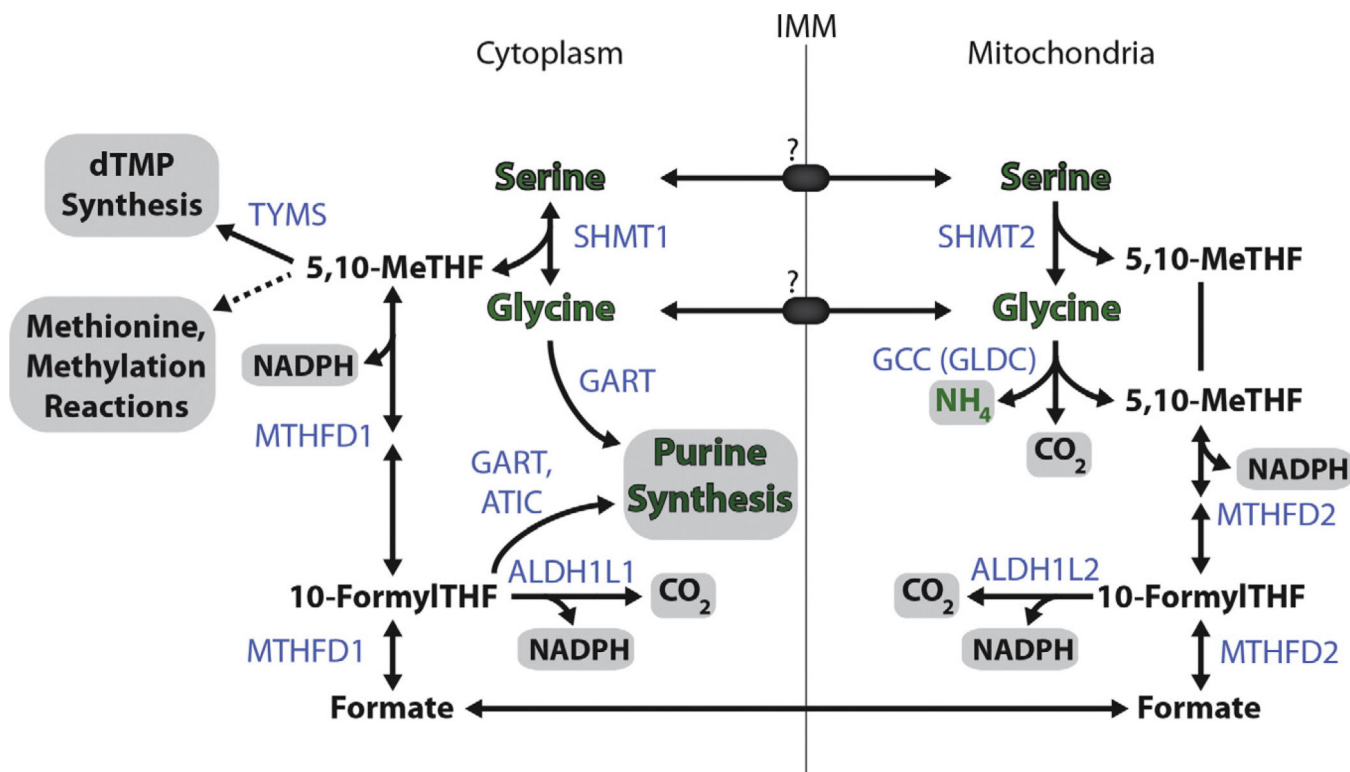 IMM
Cytoplasm
Mitochondria
dTMP
Synthesis
TYMS
?
Serine
Serine
SHMT1
SHMT2
5,10-MeTHF
5,10-MeTHF
?
Glycine
Glycine
Methionine,
Methylation
Reactions
NADPH
GART
GCC (GLDC)
NH4
5,10-MeTHF
CO2
MTHFD1
GART,
ATIC
Purine
Synthesis
NADPH
MTHFD2
10-FormylTHF
ALDH1L1
CO2
NADPH
CO2
ALDH1L2
10-FormylTHF
NADPH
MTHFD1
MTHFD2
Formate
Formate